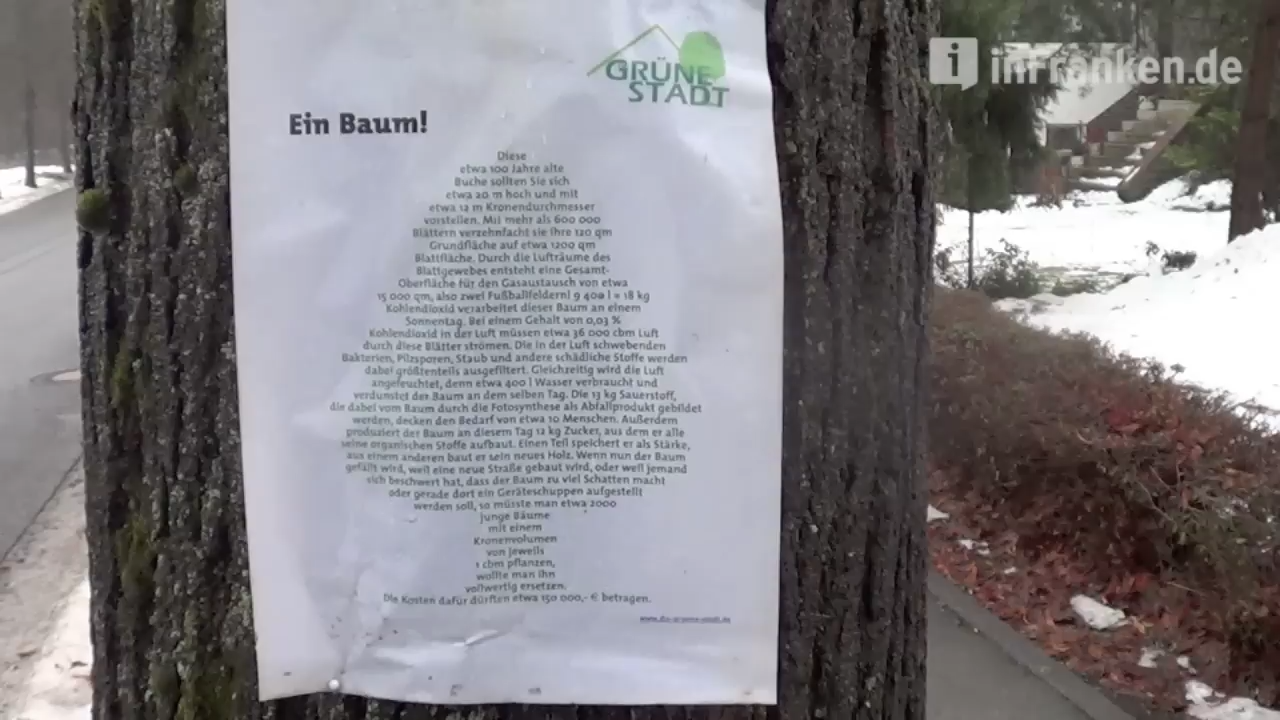 GRÜNE
STADT
inFranken.de
Ein Baum!
Diese
etwa 100 Jahre alte
Buche sollten Sie sich
etwa 20 m hoch und mit
etwa 12 m Kronendurchmesser
vorstellen. Mit mehr als 600 000
Blättern verzehnfacht sie ihre 120 qm
Grundfläche auf etwa 1200 qm
Blattfläche. Durch die Lufträume des
Blattgewebes entsteht eine Gesamt-
Oberfläche für den Gasaustausch von etwa
15 000 qm, also zwei Fußballfeldern! 9 400 l = 18 kg
Kohlendioxid verarbeitet dieser Baum an einem
Sonnentag. Bei einem Gehalt von 0,03 %
Kohlendioxid in der Luft müssen etwa 36 000 cbm Luft
durch diese Blätter strömen. Die in der Luft schwebenden
Bakterien, Pilzsporen, Staub und andere schädliche Stoffe werden
dabei größtenteils ausgefiltert. Gleichzeitig wird die Luft
angefeuchtet, denn etwa 400 l Wasser verbraucht und
verdunstet der Baum an dem selben Tag. Die 13 kg Sauerstoff,
die dabei vom Baum durch die Fotosynthese als Abfallprodukt gebildet
werden, decken den Bedarf von etwa 10 Menschen. Außerdem
produziert der Baum an diesem Tag 12 kg Zucker, aus dem er alle
seine organischen Stoffe aufbaut. Einen Teil speichert er als Stärke,
aus einem anderen baut er sein neues Holz. Wenn nun der Baum
gefällt wird, weil eine neue Straße gebaut wird, oder weil jemand
sich beschwert hat, dass der Baum zu viel Schatten macht
oder gerade dort ein Geräteschuppen aufgestellt
werden soll, so müsste man etwa 2000
junge Bäume
mit einem
Kronenvolumen
von jeweils
1 cbm pflanzen,
wollte man ihn
vollwertig ersetzen.
Die Kosten dafür dürften etwa 150 000,- € betragen.
www.die-gruene-stadt.de